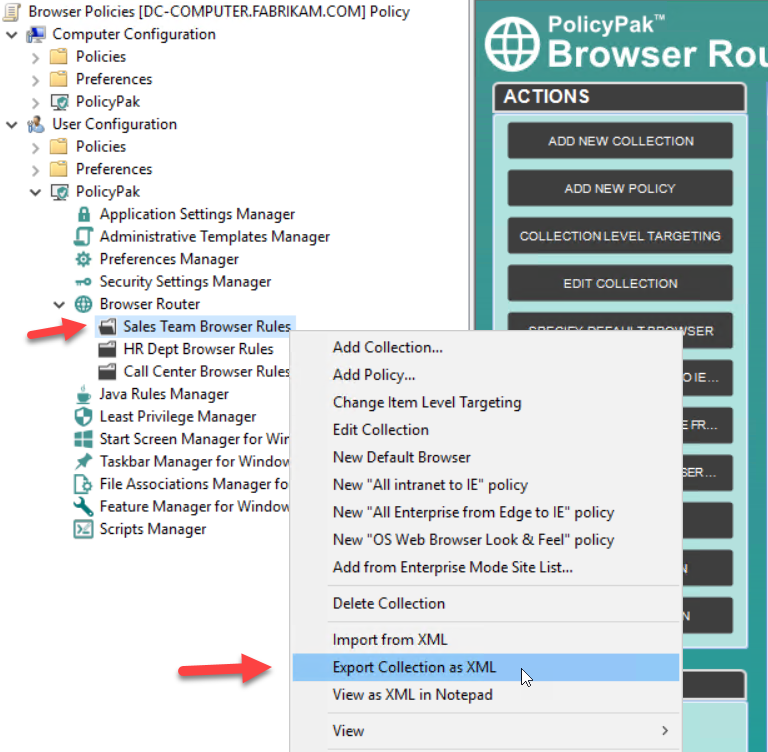 Browser Policies [DC-COMPUTER.FABRIKAM.COM] Policy
Computer Configuration
Policies
Preferences
PolicyPak
User Configuration
Policies
Preferences
PolicyPak
Application Settings Manager
Administrative Templates Manager
Preferences Manager
Security Settings Manager
Browser Router
Sales Team Browser Rules
HR Dept Browser Rules
Call Center Browser Rules
Java Rules Manager
Least Privilege Manager
Start Screen Manager for Win
Taskbar Manager for Window
File Associations Manager fo
Feature Manager for Window
Scripts Manager
Add Collection...
Add Policy...
Change Item Level Targeting
Edit Collection
New Default Browser
New "All intranet to IE" policy
New "All Enterprise from Edge to IE" policy
New "OS Web Browser Look & Feel" policy
Add from Enterprise Mode Site List...
Delete Collection
Import from XML
Export Collection as XML
View as XML in Notepad
View
PolicyPak™
Browser Rou
ACTIONS
ADD NEW COLLECTION
ADD NEW POLICY
COLLECTION LEVEL TARGETING
EDIT COLLECTION
SPECIFY DEFAULT BROWSER
O IE...
E FR...
SER...
N
N